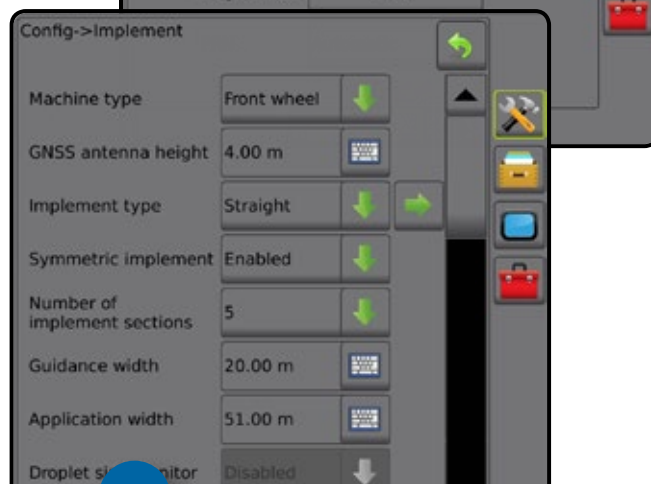 Config->Implement
Machine type Front wheel
GNSS antenna height 4.00 m
Implement type Straight
Symmetric implement Enabled
Number of
implement sections 5
Guidance width 20.00 m
Application width 51.00 m
Droplet Disabled